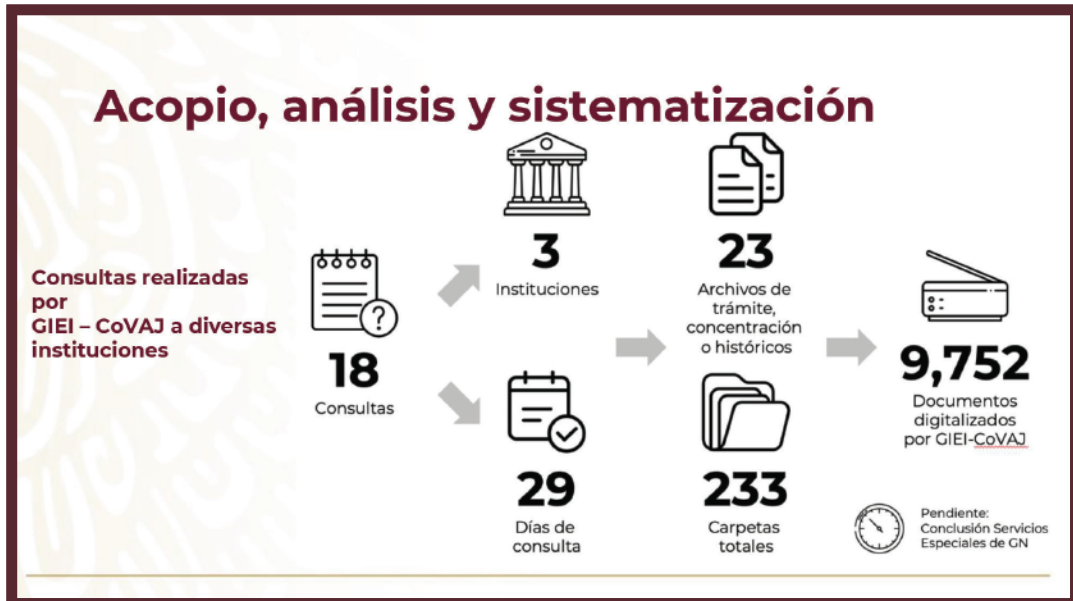 Acopio, análisis y sistematización
Consultas realizadas
por
GIEI – CoVAJ a diversas
instituciones
18
Consultas
?
3
Instituciones
29
Días de
consulta
23
Archivos de
trámite,
concentración
o históricos
233
Carpetas
totales
9,752
Documentos
digitalizados
por GIEI-CoVAJ
Pendiente:
Conclusión Servicios
Especiales de GN